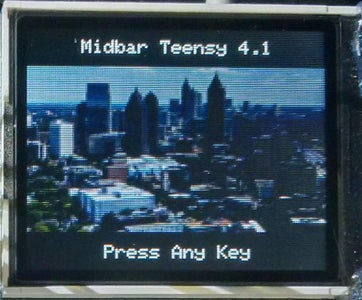 Midbar Teensy 4.1
Press Any Key